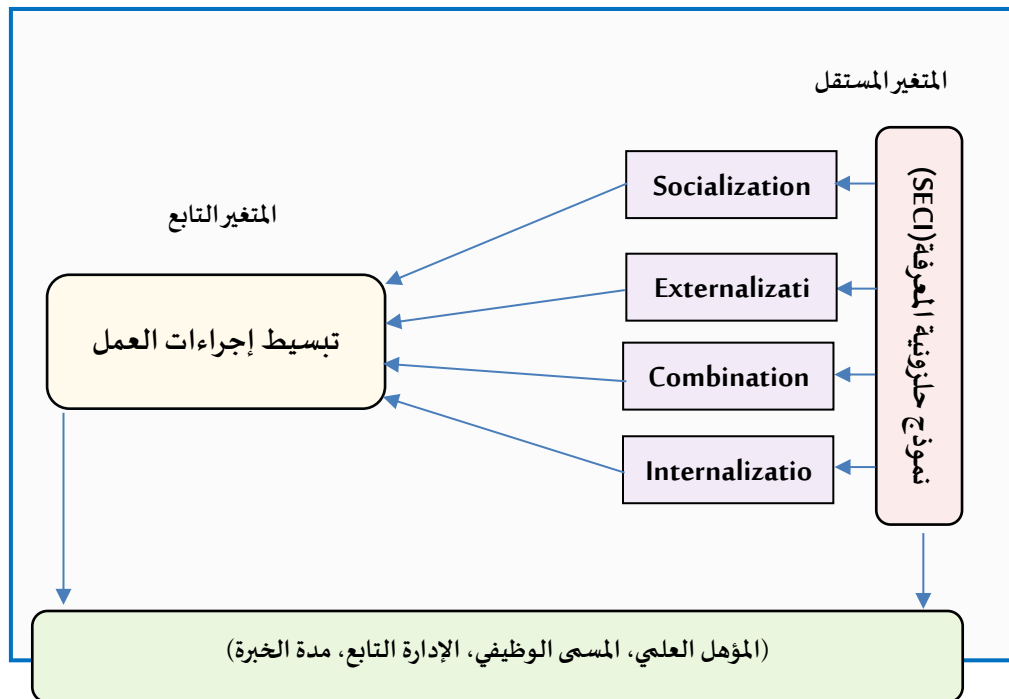 المتغير المستقل
نموذج حلزونية المعرفة(SECI)
Socialization
Externalizati
Combination
Internalizatio
المتغير التابع
تبسيط إجراءات العمل
(المؤهل العلمي، المسمى الوظيفي، الإدارة التابع، مدة الخبرة)